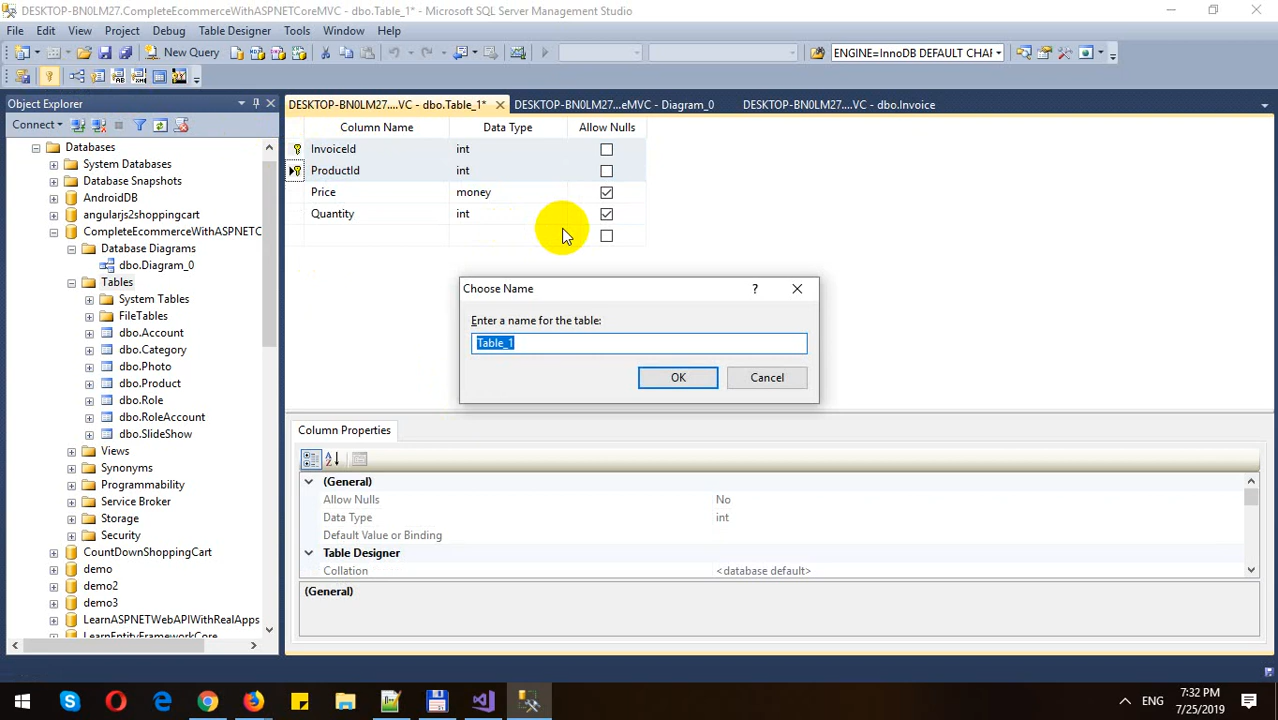 DESKTOP-BN0LM27.CompleteEcommerceWithASPNETCoreMVC - dbo.Table_1* - Microsoft SQL Server Management Studio
File Edit View Project Debug Table Designer Tools Window Help
New Query ENGINE=InnoDB DEFAULT CHAR
Object Explorer
DESKTOP-BN0LM27....VC - dbo.Table_1* DESKTOP-BN0LM27...eMVC - Diagram_0 DESKTOP-BN0LM27....VC - dbo.Invoice
Connect
Databases
System Databases
Database Snapshots
AndroidDB
angularjs2shoppingcart
CompleteEcommerceWithASPNETC
Database Diagrams
dbo.Diagram_0
Tables
System Tables
FileTables
dbo.Account
dbo.Category
dbo.Photo
dbo.Product
dbo.Role
dbo.RoleAccount
dbo.SlideShow
Views
Synonyms
Programmability
Service Broker
Storage
Security
CountDownShoppingCart
demo
demo2
demo3
LearnASPNETWebAPIWithRealApps
LearnEntityFrameworkCore
Column Name Data Type Allow Nulls
InvoiceId int
ProductId int
Price money
Quantity int
Choose Name
?
Enter a name for the table:
Table_1
OK Cancel
Column Properties
(General)
Allow Nulls No
Data Type int
Default Value or Binding
Table Designer
Collation <database default>
(General)
ENG
7:32 PM
7/25/2019